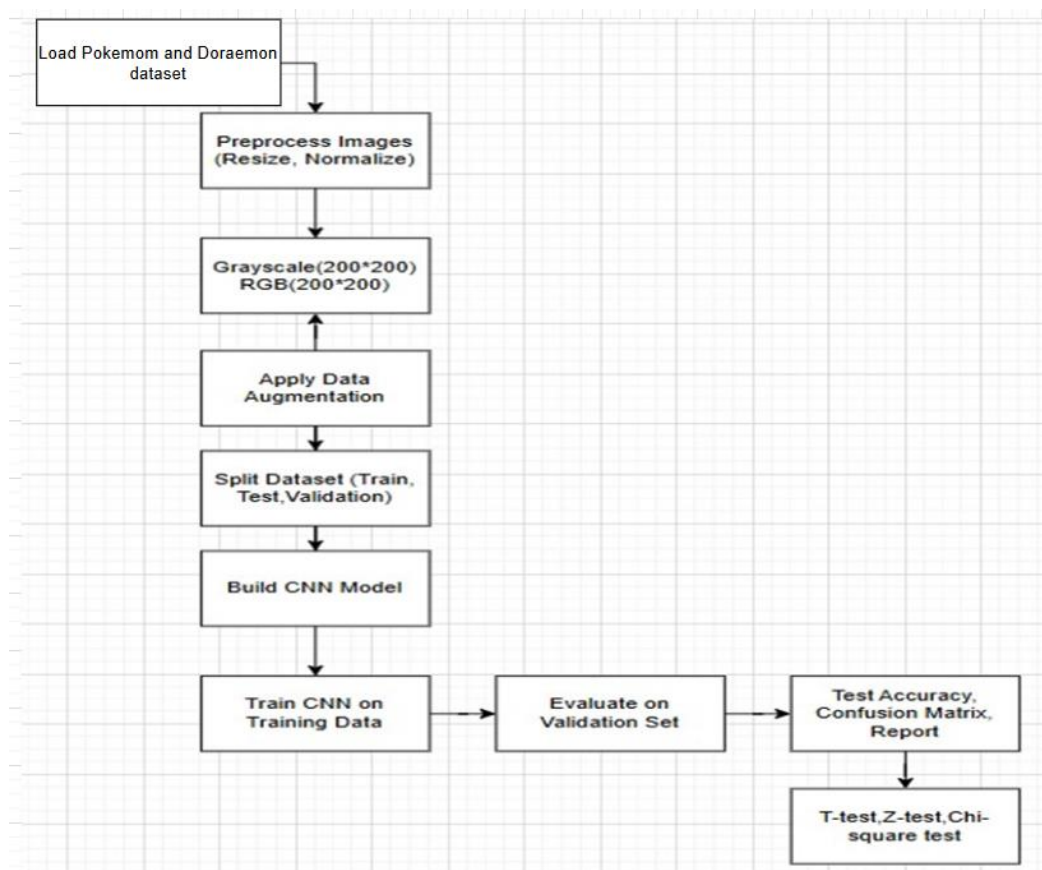 Load Pokemom and Doraemon
dataset
Preprocess Images
(Resize, Normalize)
Grayscale(200*200)
RGB(200*200)
Apply Data
Augmentation
Split Dataset (Train,
Test,Validation)
Build CNN Model
Train CNN on
Training Data
Evaluate on
Validation Set
Test Accuracy,
Confusion Matrix,
Report
T-test,Z-test,Chi-
square test